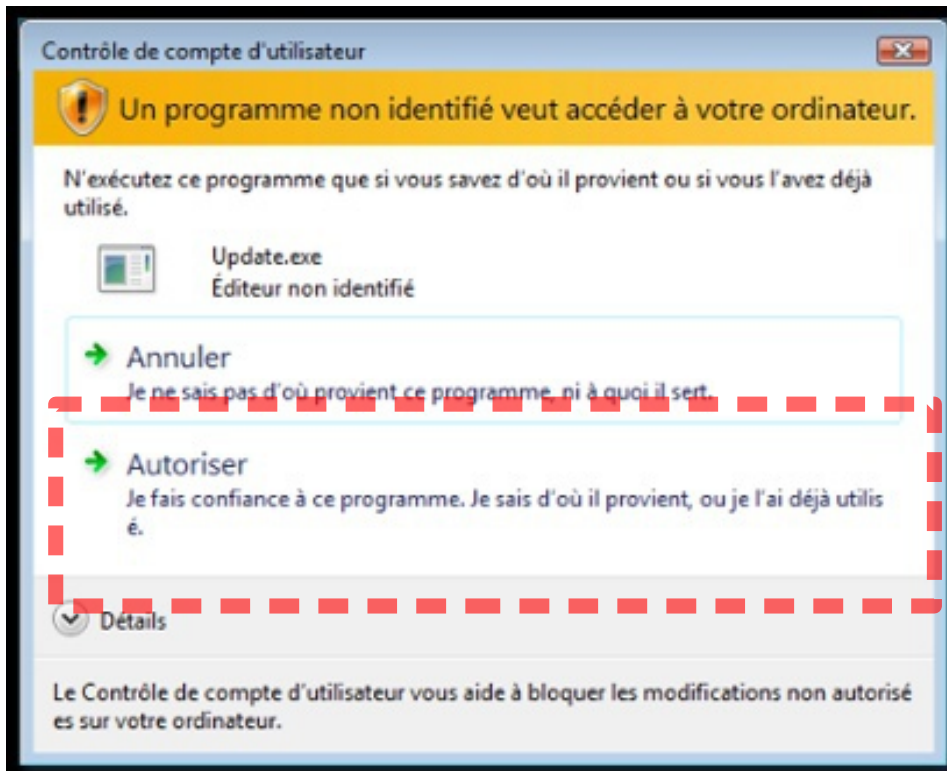 Contrôle de compte d'utilisateur
Un programme non identifié veut accéder à votre ordinateur.
N'exécutez ce programme que si vous savez d'où il provient ou si vous l'avez déjà
utilisé.
Update.exe
Éditeur non identifié
Annuler
Je ne sais pas d'où provient ce programme, ni à quoi il sert.
Autoriser
Je fais confiance à ce programme. Je sais d'où il provient, ou je l'ai déjà utilis
é.
Détails
Le Contrôle de compte d'utilisateur vous aide à bloquer les modifications non autorisé
es sur votre ordinateur.